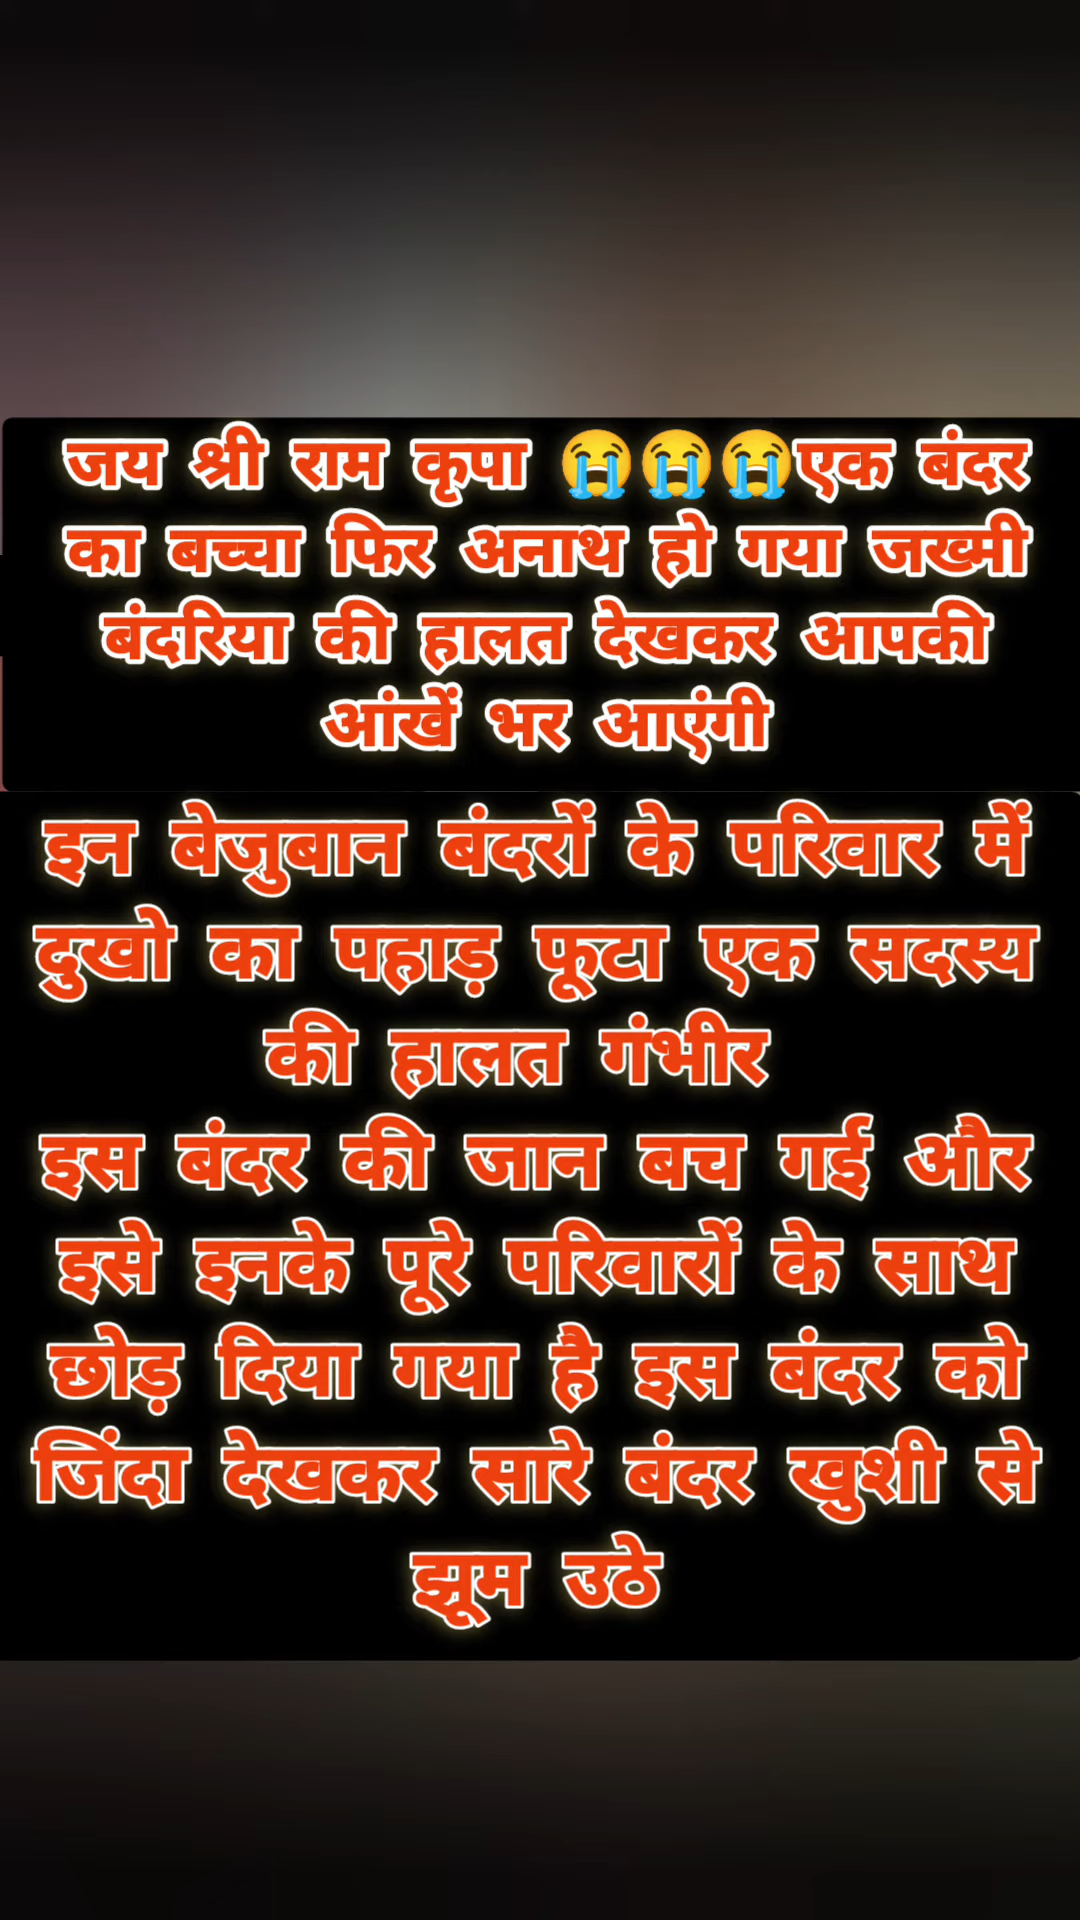 जय श्री राम कृपा 😭😭😭एक बंदर
का बच्चा फिर अनाथ हो गया जख्मी
बंदरिया की हालत देखकर आपकी
आंखें भर आएंगी
इन बेजुबान बंदरों के परिवार में
दुखो का पहाड़ फूटा एक सदस्य
की हालत गंभीर
इस बंदर की जान बच गई और
इसे इनके पूरे परिवारों के साथ
छोड़ दिया गया है इस बंदर को
जिंदा देखकर सारे बंदर खुशी से
झूम उठे